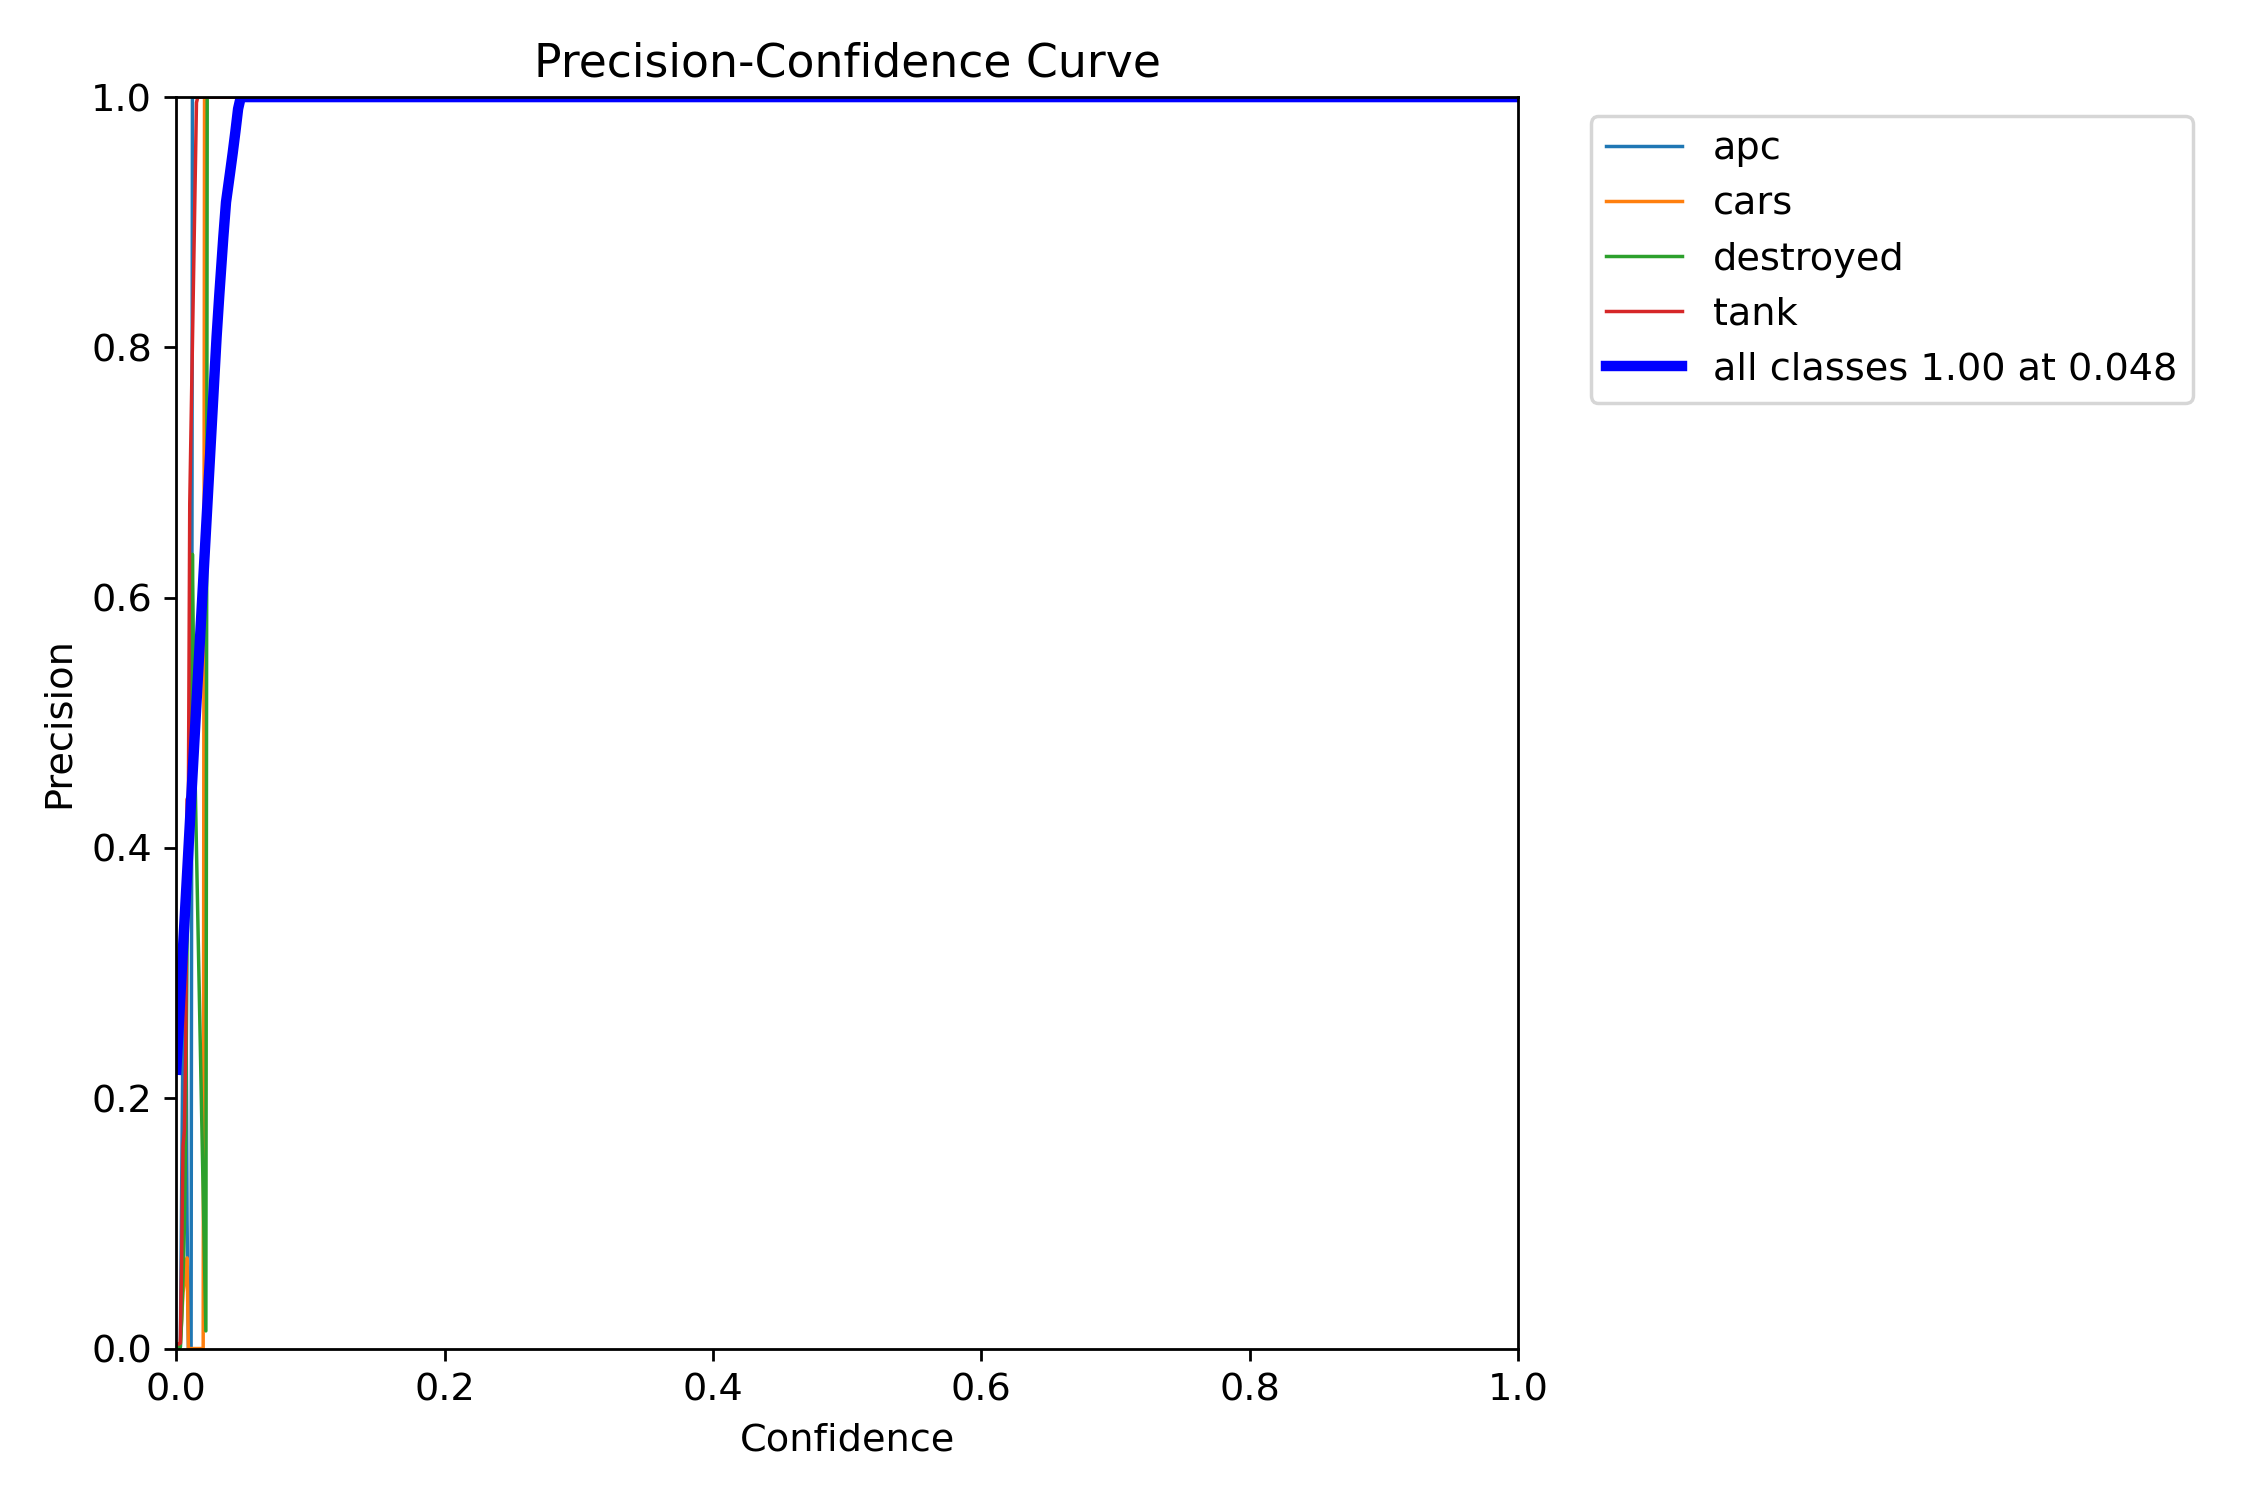 Precision-Confidence Curve
1.0
0.8
0.6
0.4
0.2
0.0
Precision
0.0 0.2 0.4 0.6 0.8 1.0
Confidence
apc
cars
destroyed
tank
all classes 1.00 at 0.048